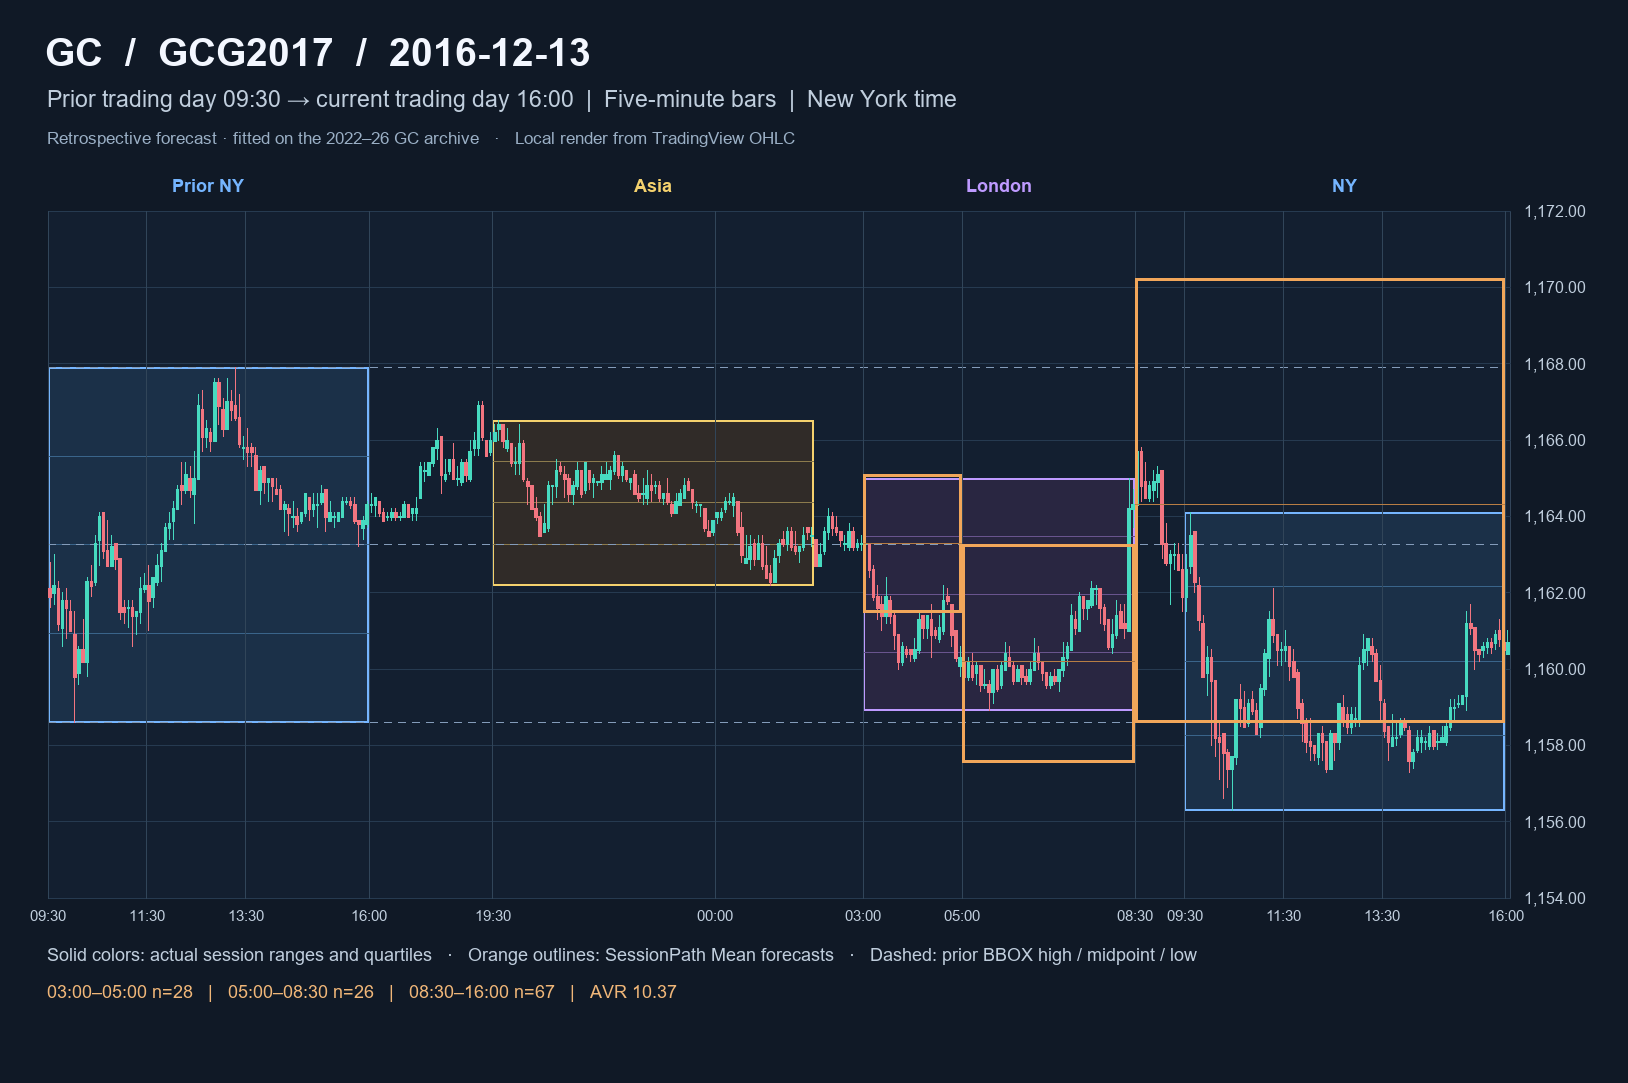 GC / GCG2017 / 2016-12-13
Prior trading day 09:30 → current trading day 16:00 | Five-minute bars | New York time
Retrospective forecast · fitted on the 2022–26 GC archive · Local render from TradingView OHLC
Prior NY Asia London NY
1,172.00
1,170.00
1,168.00
1,166.00
1,164.00
1,162.00
1,160.00
1,158.00
1,156.00
1,154.00
09:30 11:30 13:30 16:00 19:30 00:00 03:00 05:00 08:30 09:30 11:30 13:30 16:00
Solid colors: actual session ranges and quartiles · Orange outlines: SessionPath Mean forecasts · Dashed: prior BBOX high / midpoint / low
03:00–05:00 n=28 | 05:00–08:30 n=26 | 08:30–16:00 n=67 | AVR 10.37